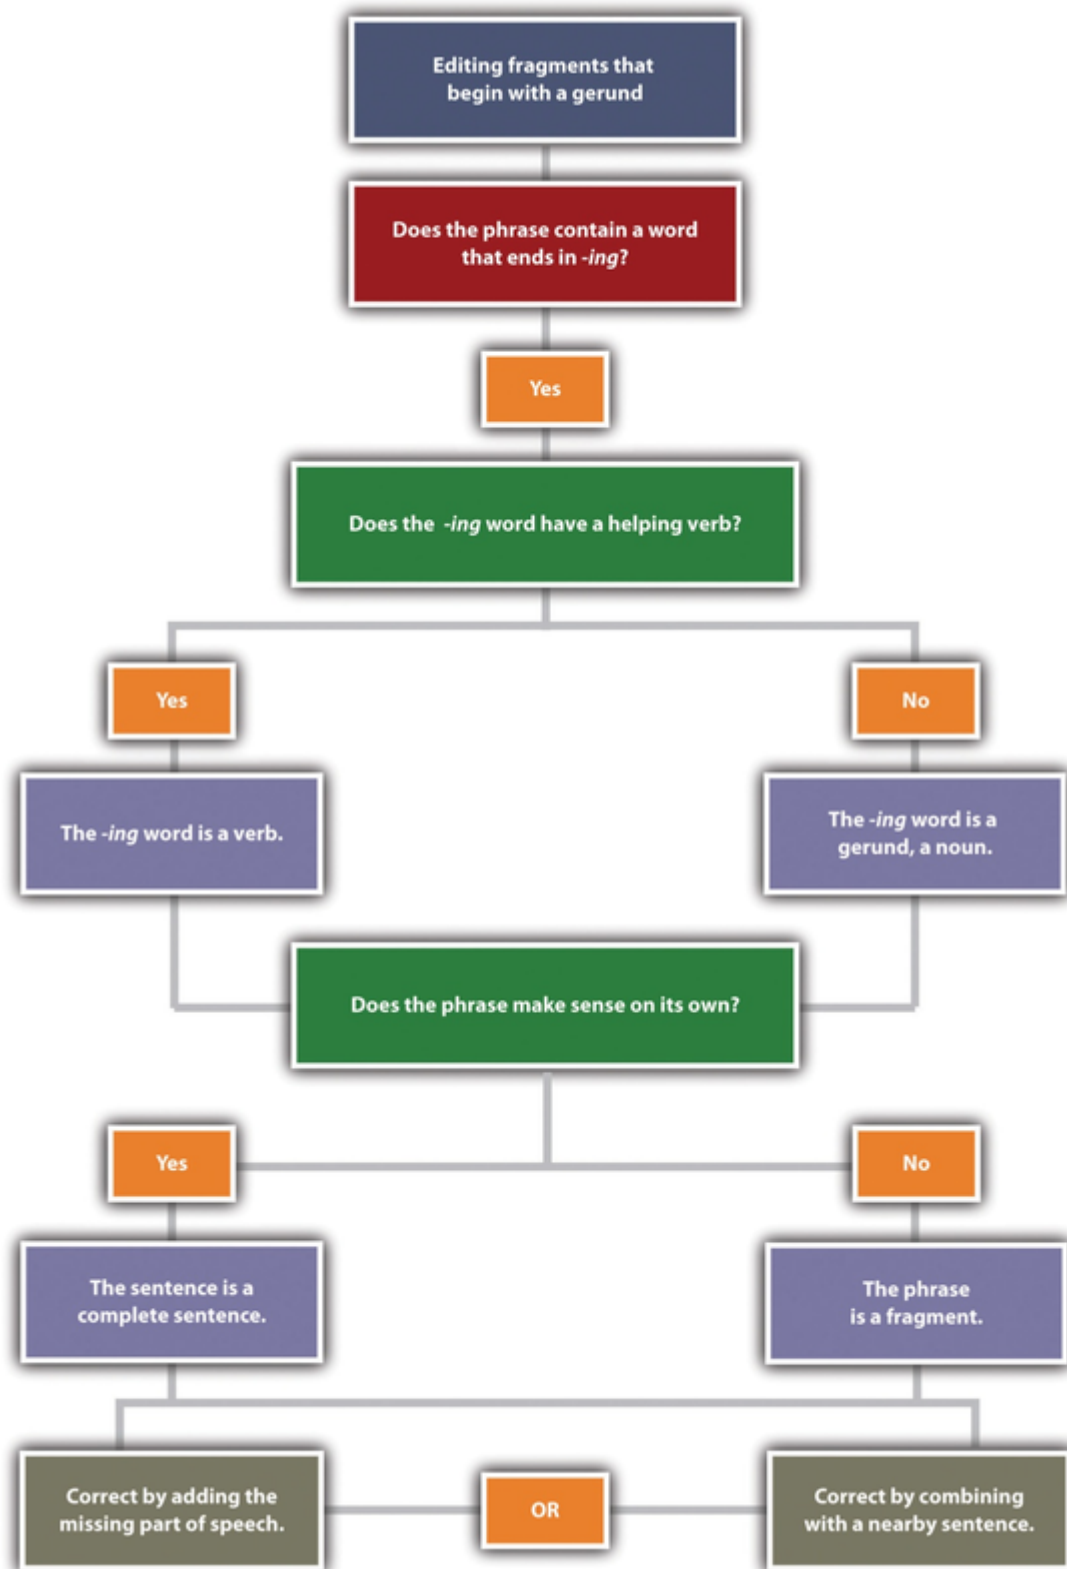 Editing fragments that
begin with a gerund
Does the phrase contain a word
that ends in -ing?
Yes
Does the -ing word have a helping verb?
Yes
No
The -ing word is a verb.
The -ing word is a
gerund, a noun.
Does the phrase make sense on its own?
Yes
No
The sentence is a
complete sentence.
The phrase
is a fragment.
Correct by adding the
missing part of speech.
OR
Correct by combining
with a nearby sentence.